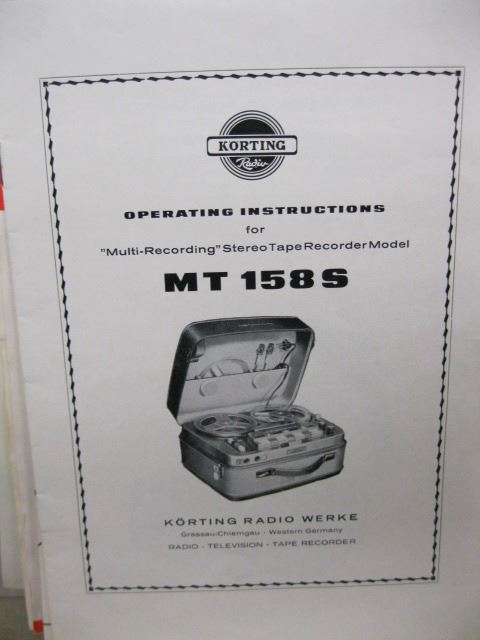 KORTING
Radio
OPERATING INSTRUCTIONS
for
"Multi-Recording" Stereo Tape Recorder Model
MT 158 S
KÖRTING RADIO WERKE
Grassau/Chiemgau · Western Germany
RADIO - TELEVISION - TAPE RECORDER